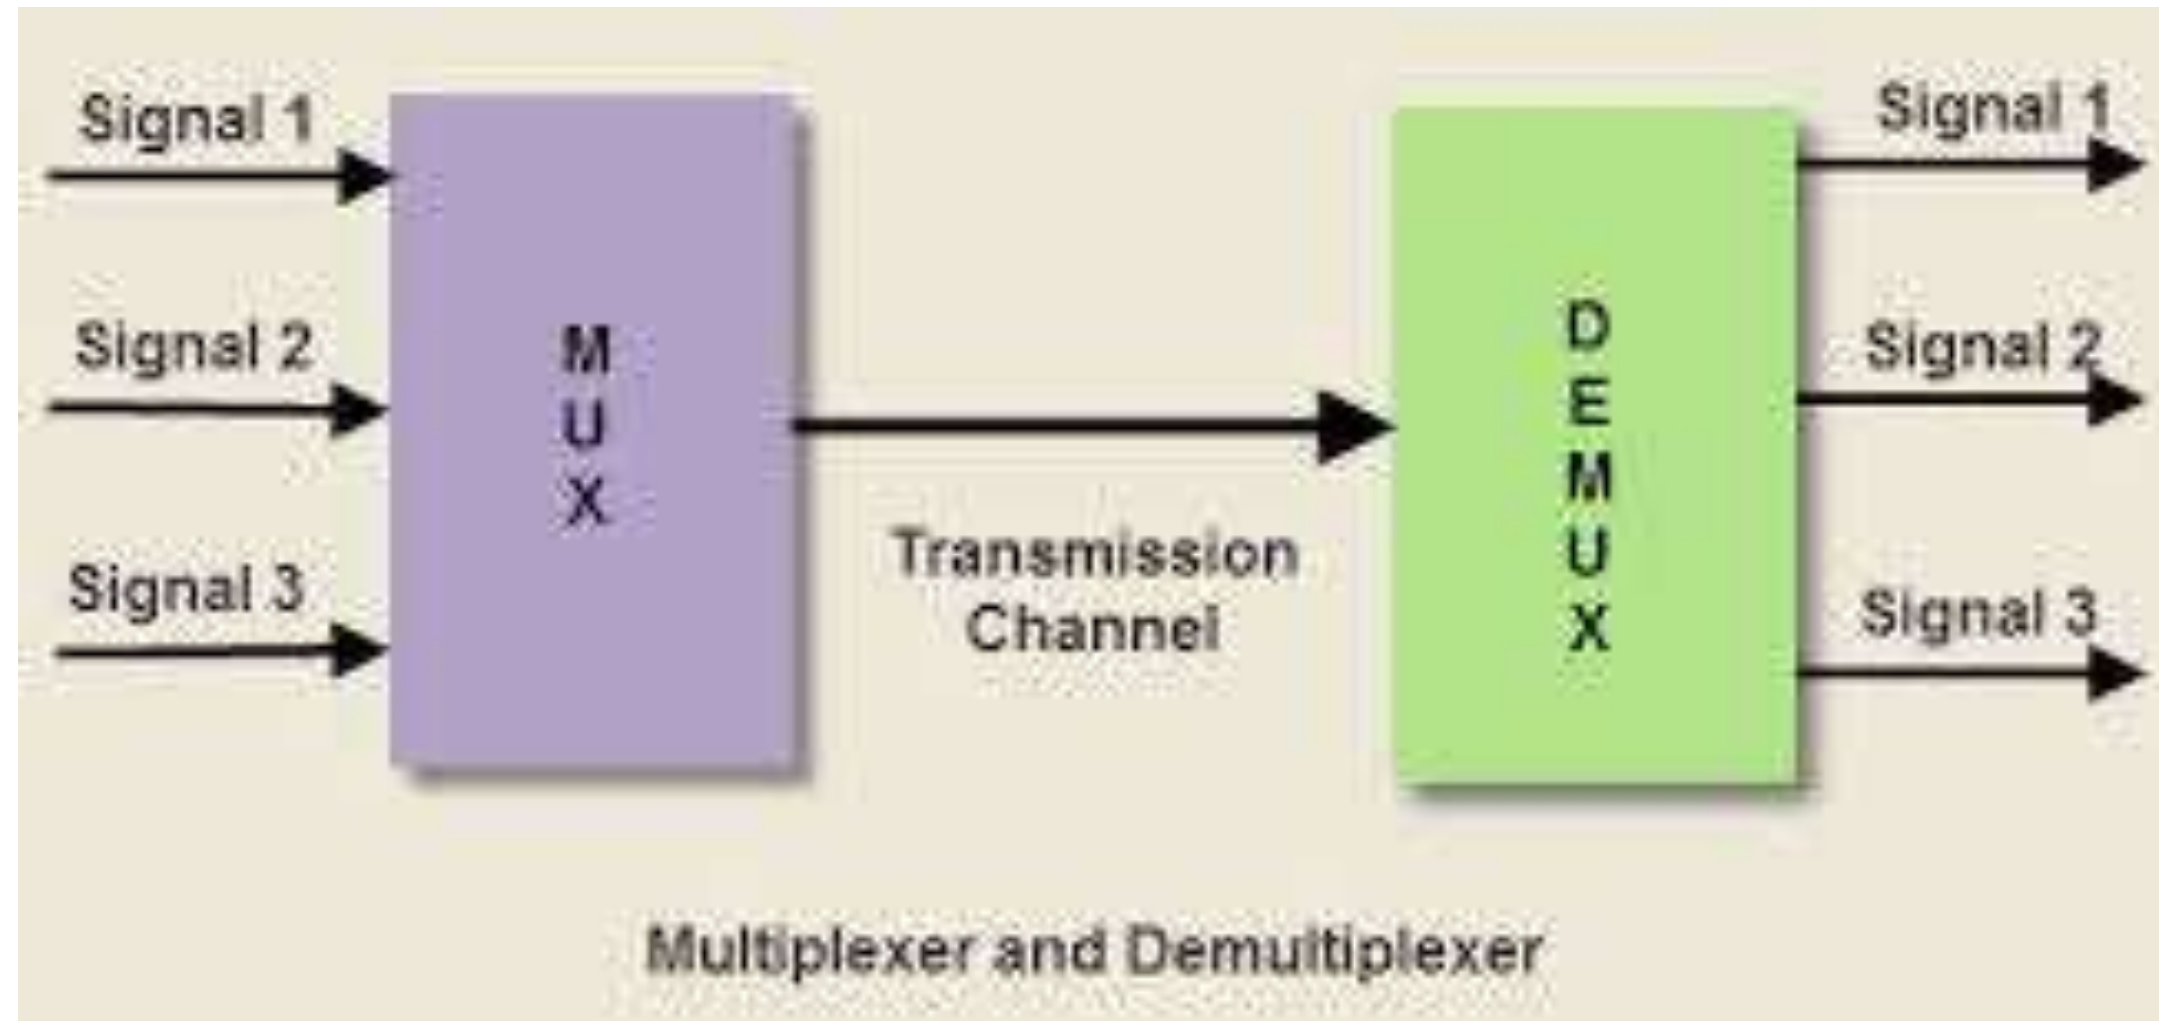 Signal 1
Signal 2
Signal 3
M
U
X
Transmission
Channel
D
E
M
U
X
Signal 1
Signal 2
Signal 3
Multiplexer and Demultiplexer